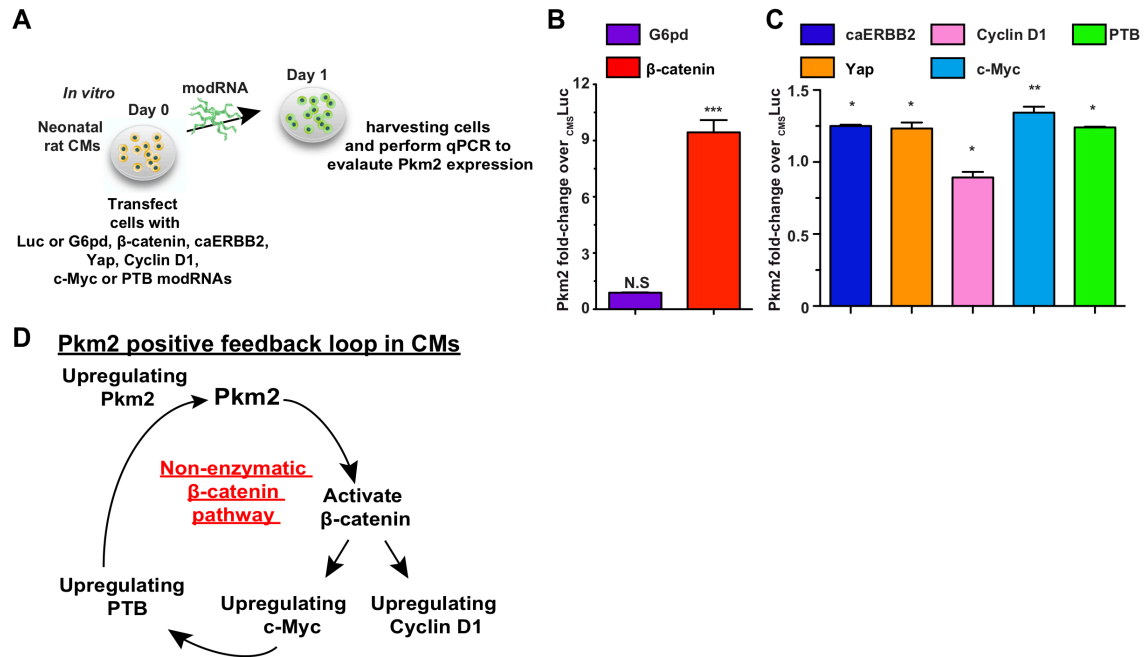 A
In vitro
Neonatal
rat CMs
Day 0
modRNA
Day 1
harvesting cells
and perform qPCR to
evalaute Pkm2 expression
Transfect
cells with
Luc or G6pd, β-catenin, caERBB2,
Yap, Cyclin D1,
c-Myc or PTB modRNAs
B
G6pd
β-catenin
Pkm2 fold-change over CMSLuc
12
9
6
3
0
N.S
***
C
caERBB2
Cyclin D1
PTB
Yap
c-Myc
Pkm2 fold-change over CMSLuc
1.5
1.0
0.5
0
*
*
*
**
*
D
Pkm2 positive feedback loop in CMs
Upregulating
Pkm2
Pkm2
Non-enzymatic
β-catenin
pathway
Activate
β-catenin
Upregulating
PTB
Upregulating
c-Myc
Upregulating
Cyclin D1